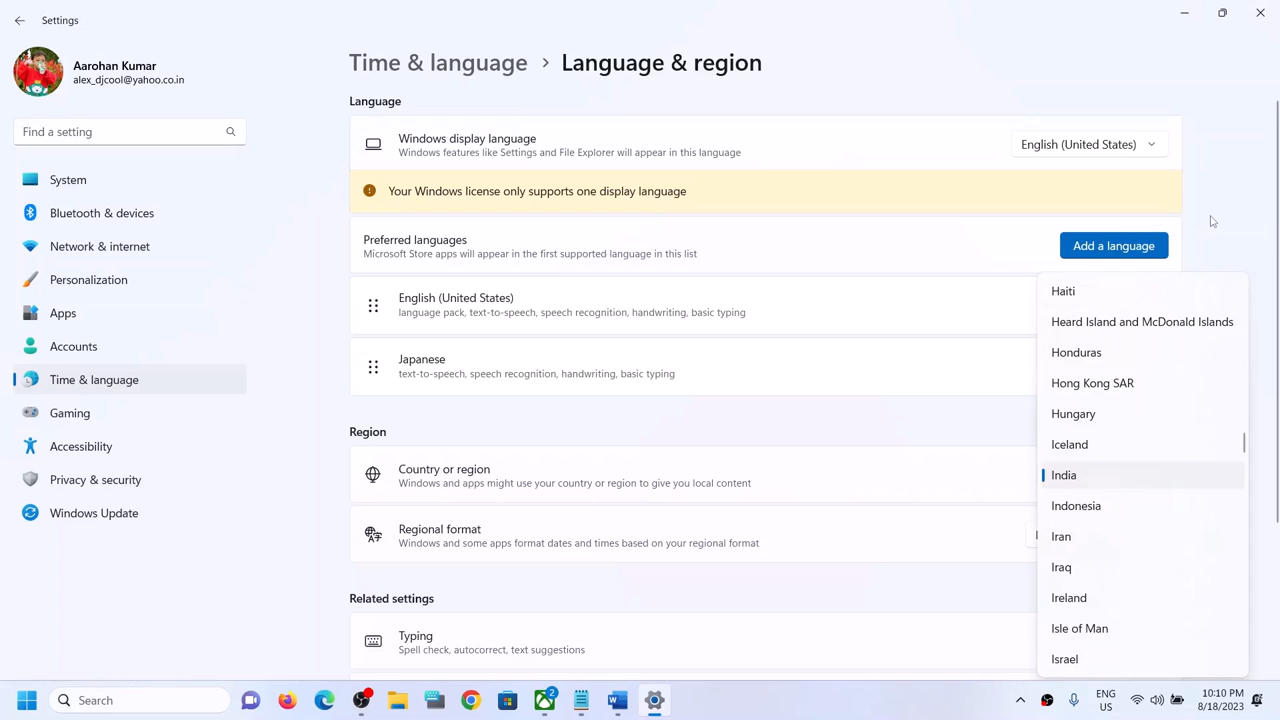 Settings
Aarohan Kumar
alex_djcool@yahoo.co.in
Find a setting
System
Bluetooth & devices
Network & internet
Personalization
Apps
Accounts
Time & language
Gaming
Accessibility
Privacy & security
Windows Update
Time & language › Language & region
Language
Windows display language
Windows features like Settings and File Explorer will appear in this language
English (United States)
Your Windows license only supports one display language
Preferred languages
Microsoft Store apps will appear in the first supported language in this list
Add a language
English (United States)
language pack, text-to-speech, speech recognition, handwriting, basic typing
Japanese
text-to-speech, speech recognition, handwriting, basic typing
Region
Country or region
Windows and apps might use your country or region to give you local content
Regional format
Windows and some apps format dates and times based on your regional format
Related settings
Typing
Spell check, autocorrect, text suggestions
Haiti
Heard Island and McDonald Islands
Honduras
Hong Kong SAR
Hungary
Iceland
India
Indonesia
Iran
Iraq
Ireland
Isle of Man
Israel
Search
2
ENG
US
10:10 PM
8/18/2023